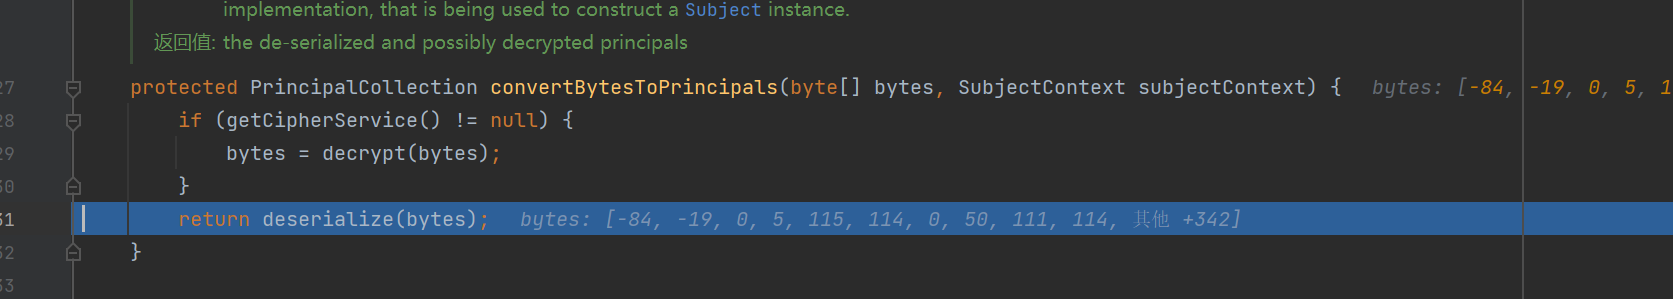 implementation, that is being used to construct a Subject instance.
返回值: the de-serialized and possibly decrypted principals
27 protected PrincipalCollection convertBytesToPrincipals(byte[] bytes, SubjectContext subjectContext) { bytes: [-84, -19, 0, 5, 1
28 if (getCipherService() != null) {
29 bytes = decrypt(bytes);
30 }
31 return deserialize(bytes); bytes: [-84, -19, 0, 5, 115, 114, 0, 50, 111, 114, 其他 +342]
32 }
33